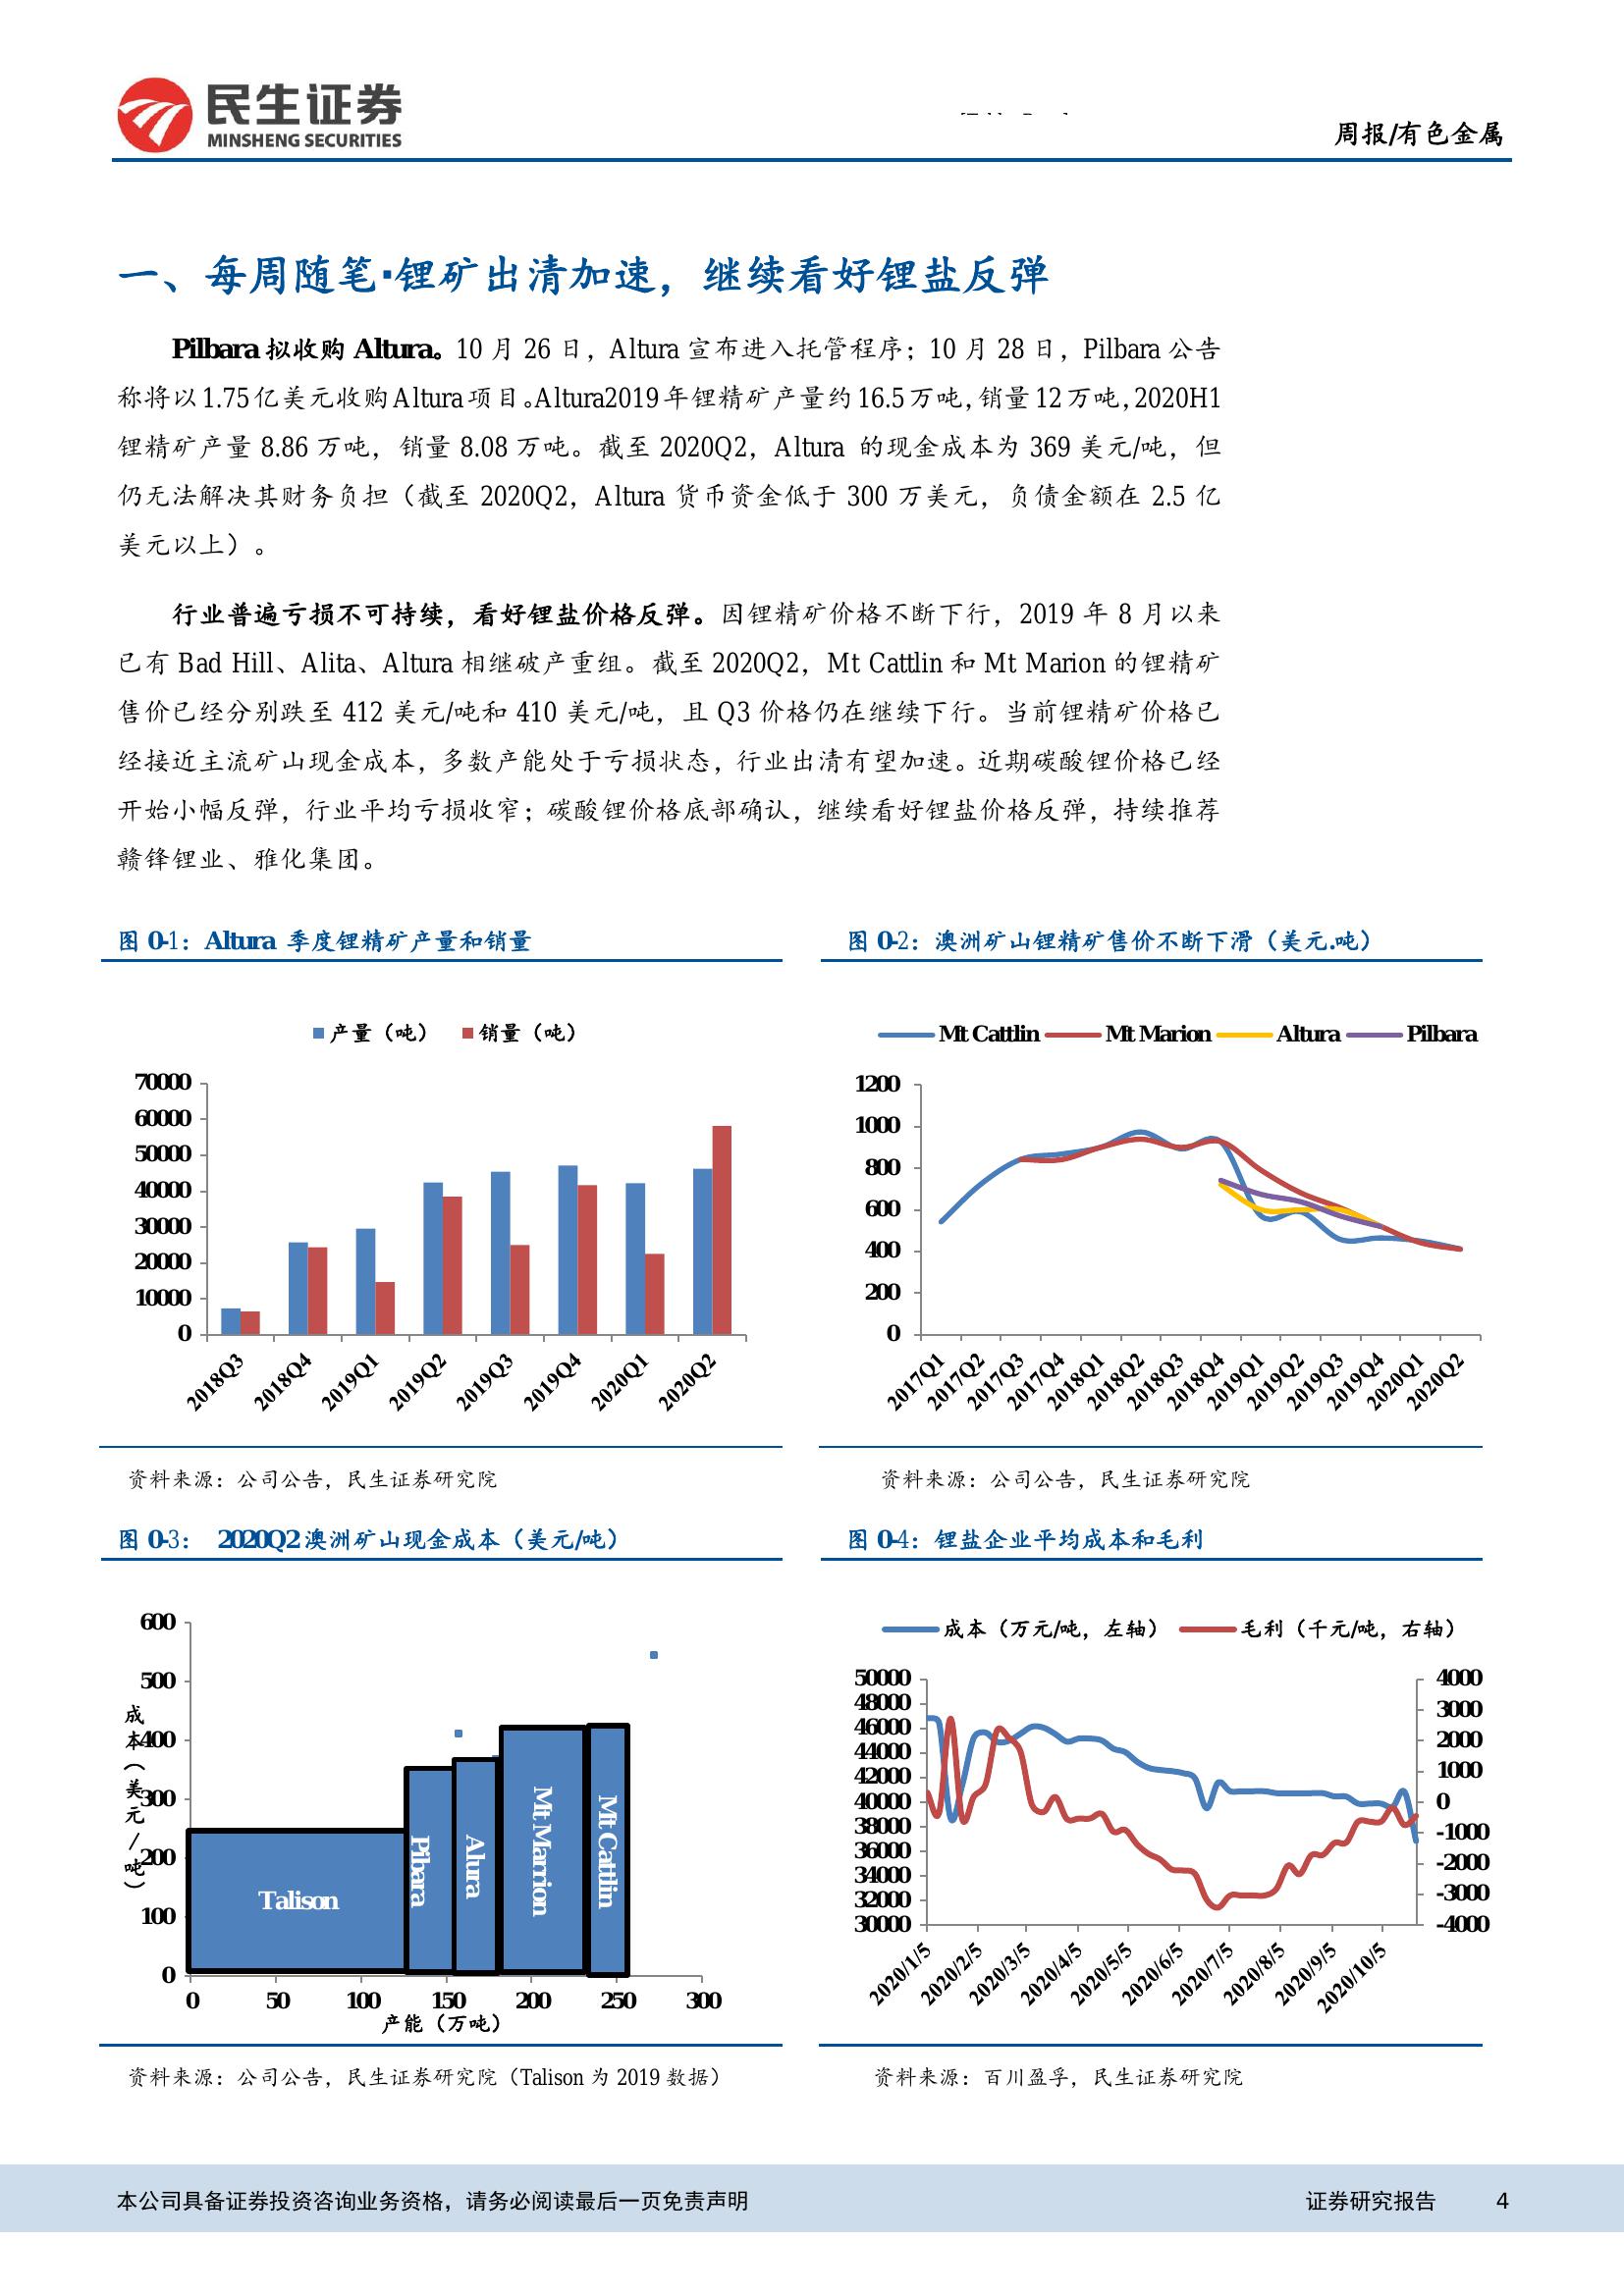 民生证券
MINSHENG SECURITIES
周报/有色金属
一、每周随笔·锂矿出清加速，继续看好锂盐反弹
Pilbara 拟收购 Altura。10 月 26 日，Altura 宣布进入托管程序；10 月 28 日，Pilbara 公告
称将以 1.75 亿美元收购 Altura 项目。Altura2019 年锂精矿产量约 16.5 万吨，销量 12 万吨，2020H1
锂精矿产量 8.86 万吨，销量 8.08 万吨。截至 2020Q2，Altura 的现金成本为 369 美元/吨，但
仍无法解决其财务负担（截至 2020Q2，Altura 货币资金低于 300 万美元，负债金额在 2.5 亿
美元以上）。
行业普遍亏损不可持续，看好锂盐价格反弹。因锂精矿价格不断下行，2019 年 8 月以来
已有 Bad Hill、Alita、Altura 相继破产重组。截至 2020Q2，Mt Cattlin 和 Mt Marion 的锂精矿
售价已经分别跌至 412 美元/吨和 410 美元/吨，且 Q3 价格仍在继续下行。当前锂精矿价格已
经接近主流矿山现金成本，多数产能处于亏损状态，行业出清有望加速。近期碳酸锂价格已经
开始小幅反弹，行业平均亏损收窄；碳酸锂价格底部确认，继续看好锂盐价格反弹，持续推荐
赣锋锂业、雅化集团。
图 0-1：Altura 季度锂精矿产量和销量
产量（吨） 销量（吨）
70000
60000
50000
40000
30000
20000
10000
0
2018Q3 2018Q4 2019Q1 2019Q2 2019Q3 2019Q4 2020Q1 2020Q2
资料来源：公司公告，民生证券研究院
图 0-2：澳洲矿山锂精矿售价不断下滑（美元.吨）
Mt Cattlin Mt Marion Altura Pilbara
1200
1000
800
600
400
200
0
2017Q1 2017Q2 2017Q3 2017Q4 2018Q1 2018Q2 2018Q3 2018Q4 2019Q1 2019Q2 2019Q3 2019Q4 2020Q1 2020Q2
资料来源：公司公告，民生证券研究院
图 0-3： 2020Q2 澳洲矿山现金成本（美元/吨）
成本（美元/吨）
600
500
400
300
200
100
0
Talison
Pilbara
Alura
Mt Marrion
Mt Cattlin
0 50 100 150 200 250 300
产能（万吨）
资料来源：公司公告，民生证券研究院（Talison 为 2019 数据）
图 0-4：锂盐企业平均成本和毛利
成本（万元/吨，左轴） 毛利（千元/吨，右轴）
50000
48000
46000
44000
42000
40000
38000
36000
34000
32000
30000
4000
3000
2000
1000
0
-1000
-2000
-3000
-4000
2020/1/5 2020/2/5 2020/3/5 2020/4/5 2020/5/5 2020/6/5 2020/7/5 2020/8/5 2020/9/5 2020/10/5
资料来源：百川盈孚，民生证券研究院
本公司具备证券投资咨询业务资格，请务必阅读最后一页免责声明
证券研究报告 4